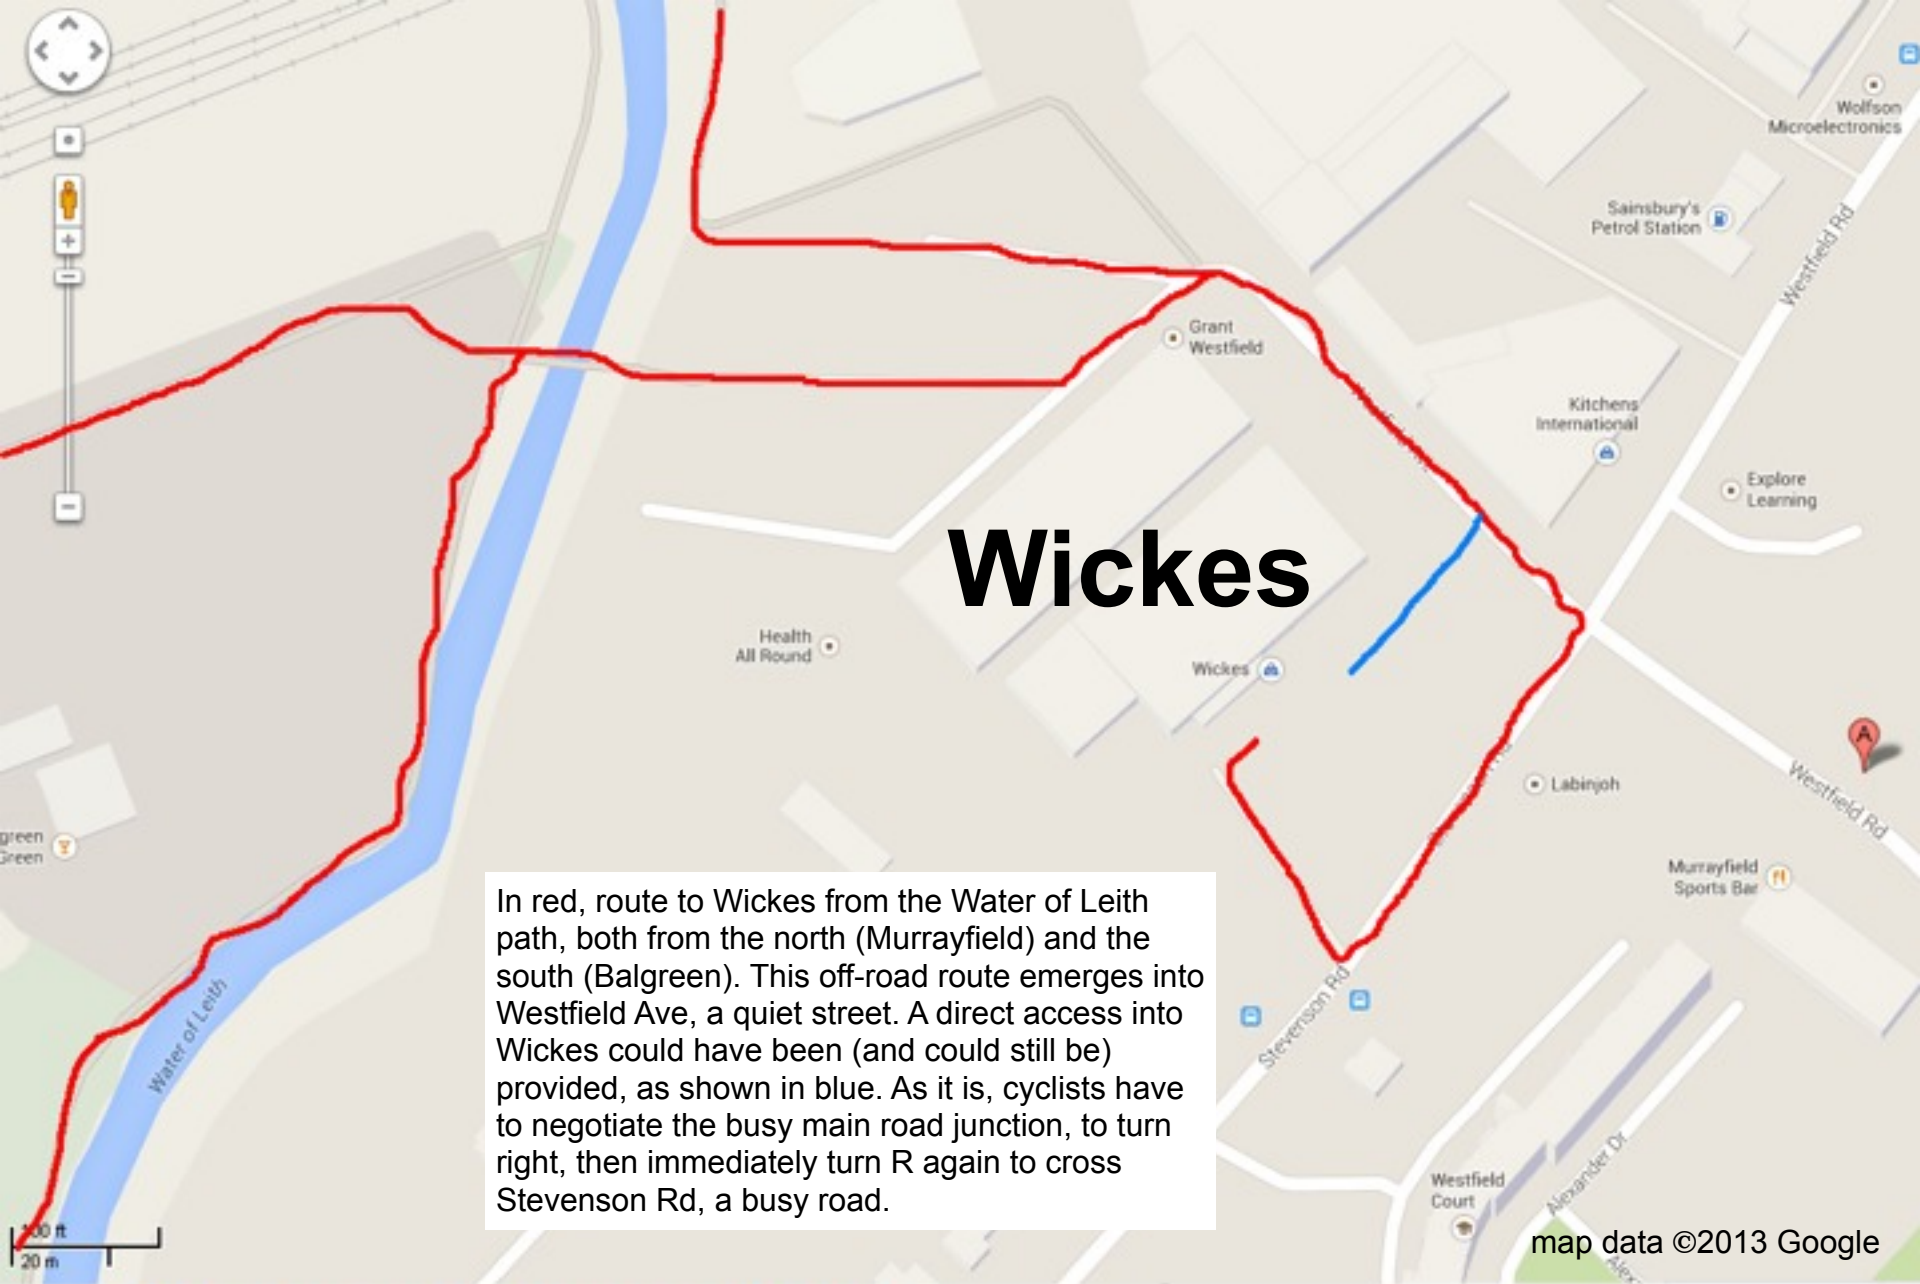 Wolfson
Microelectronics
Sainsbury's
Petrol Station
Westfield Rd
Grant
Westfield
Kitchens
International
Explore
Learning
Wickes
Health
All Round
Wickes
Labinjoh
A
Westfield Rd
green
Green
Murrayfield
Sports Bar
In red, route to Wickes from the Water of Leith
path, both from the north (Murrayfield) and the
south (Balgreen). This off-road route emerges into
Westfield Ave, a quiet street. A direct access into
Wickes could have been (and could still be)
provided, as shown in blue. As it is, cyclists have
to negotiate the busy main road junction, to turn
right, then immediately turn R again to cross
Stevenson Rd, a busy road.
Water of Leith
Stevenson Rd
Alexander Dr
Westfield
Court
ft
20 m
map data ©2013 Google